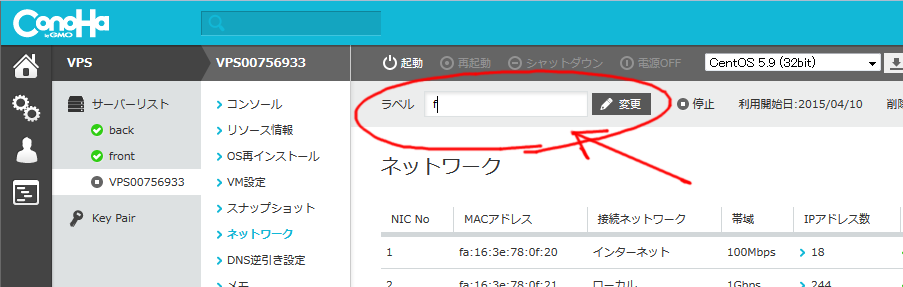 ConoHa
by GMO
VPS
サーバーリスト
back
front
VPS00756933
Key Pair
VPS00756933
コンソール
リソース情報
OS再インストール
VM設定
スナップショット
ネットワーク
DNS逆引き設定
メモ
起動 再起動 シャットダウン 電源OFF CentOS 5.9 (32bit)
ラベル f 変更 停止 利用開始日:2015/04/10 削除
ネットワーク
NIC No MACアドレス 接続ネットワーク 帯域 IPアドレス数
1 fa:16:3e:78:0f:20 インターネット 100Mbps 18
2 fa:16:3e:78:0f:21 ローカル 1Gbps 244